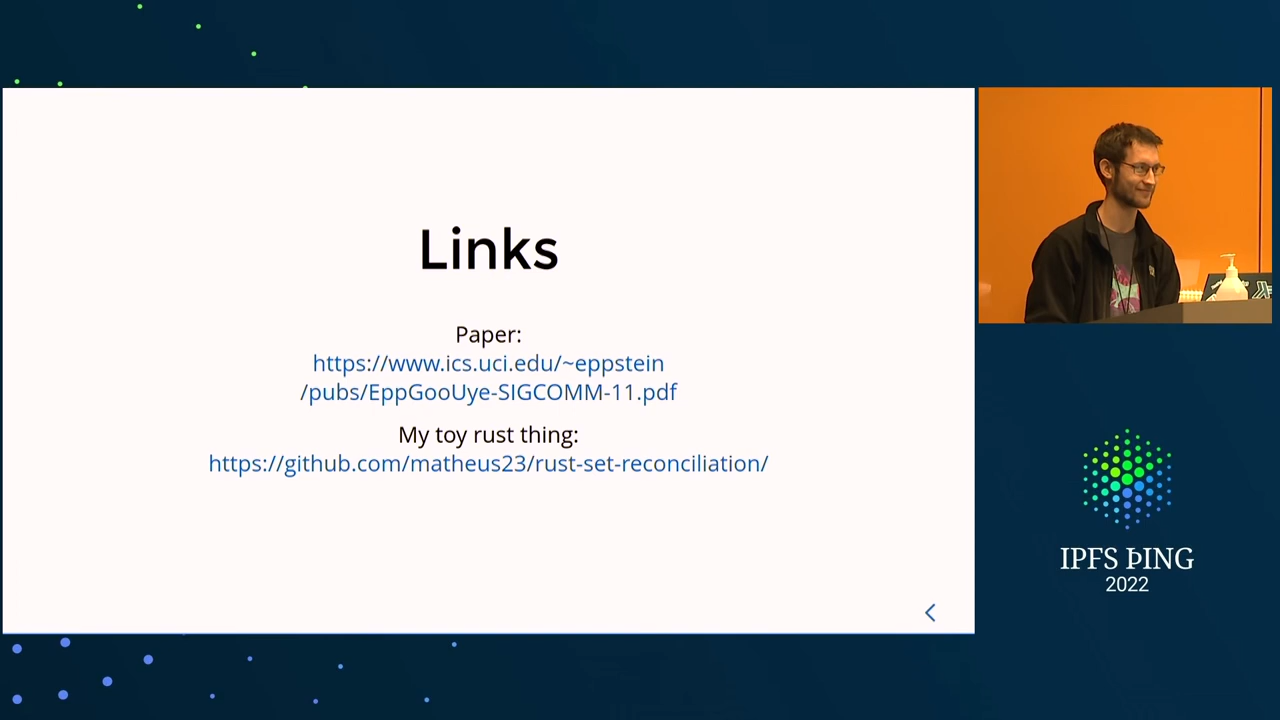 Links
Paper:
https://www.ics.uci.edu/~eppstein
/pubs/EppGooUye-SIGCOMM-11.pdf
My toy rust thing:
https://github.com/matheus23/rust-set-reconciliation/
IPFS ÞING
2022